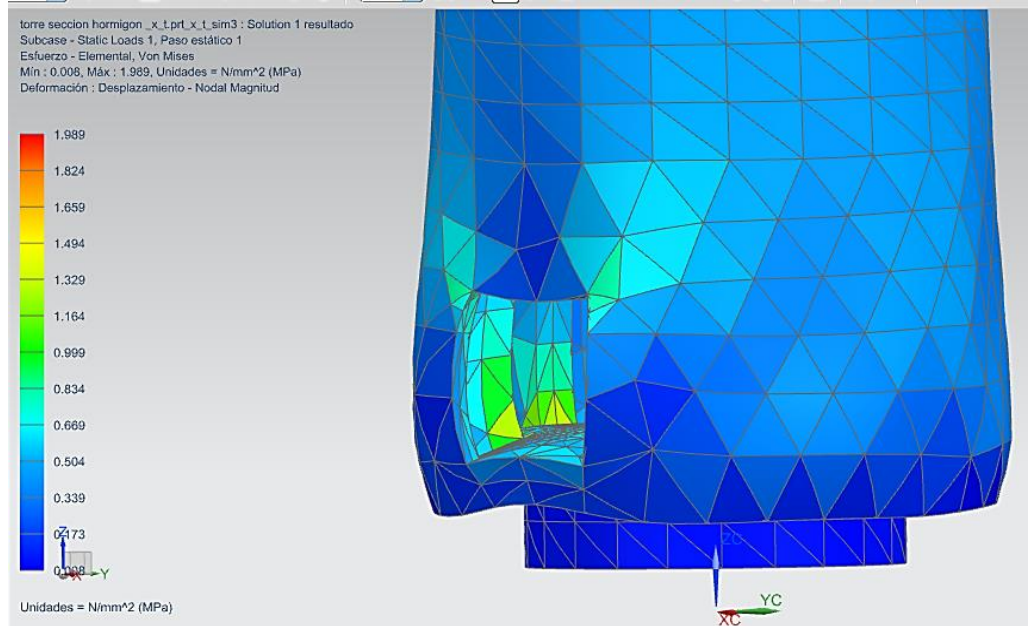 torre seccion hormigon _x_t.prt_x_t_sim3 : Solution 1 resultado
Subcase - Static Loads 1, Paso estático 1
Esfuerzo - Elemental, Von Mises
Mín : 0.008, Máx : 1.989, Unidades = N/mm^2 (MPa)
Deformación : Desplazamiento - Nodal Magnitud
1.989
1.824
1.659
1.494
1.329
1.164
0.999
0.834
0.669
0.504
0.339
0.173
0.008
Z
X
Y
Unidades = N/mm^2 (MPa)
ZC
YC
XC